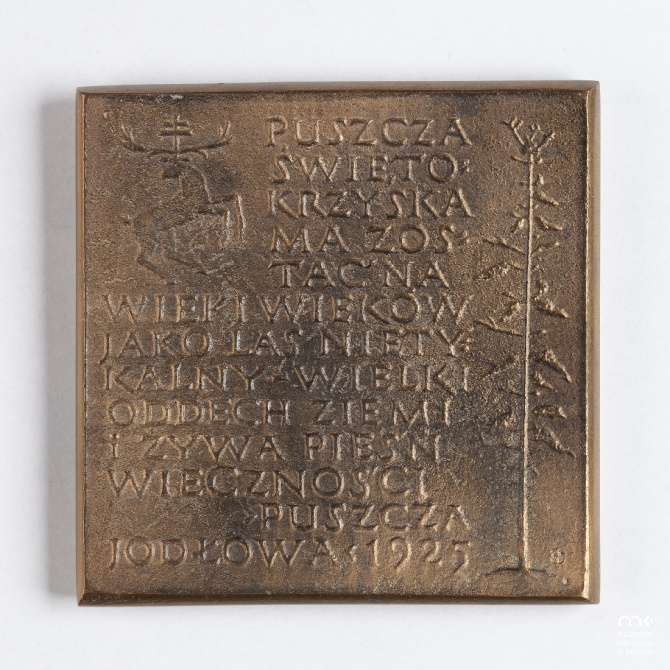 PUSZCZA
ŚWIĘTO:
KRZYSKA
MA ZOS:
TAĆ NA
WIEKI WIEKÓW
JAKO LAS NIETY:
KALNY - WIELKI
ODDECH ZIEMI
I ŻYWA PIEŚŃ
WIECZNOŚCI
PUSZCZA
JODŁOWA · 1925